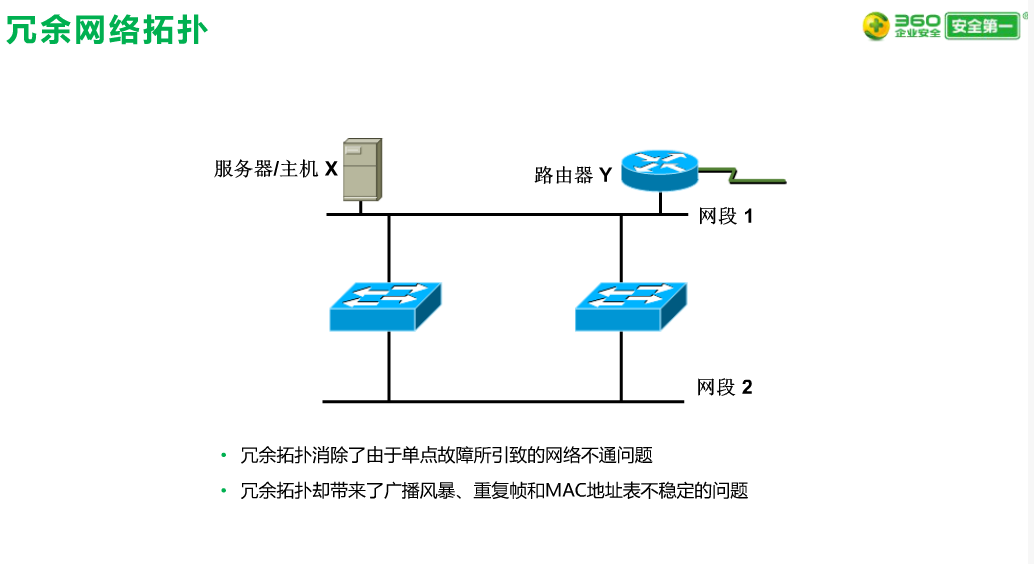 冗余网络拓扑
360
企业安全
安全第一
®
服务器/主机 X
路由器 Y
网段 1
网段 2
• 冗余拓扑消除了由于单点故障所引致的网络不通问题
• 冗余拓扑却带来了广播风暴、重复帧和MAC地址表不稳定的问题